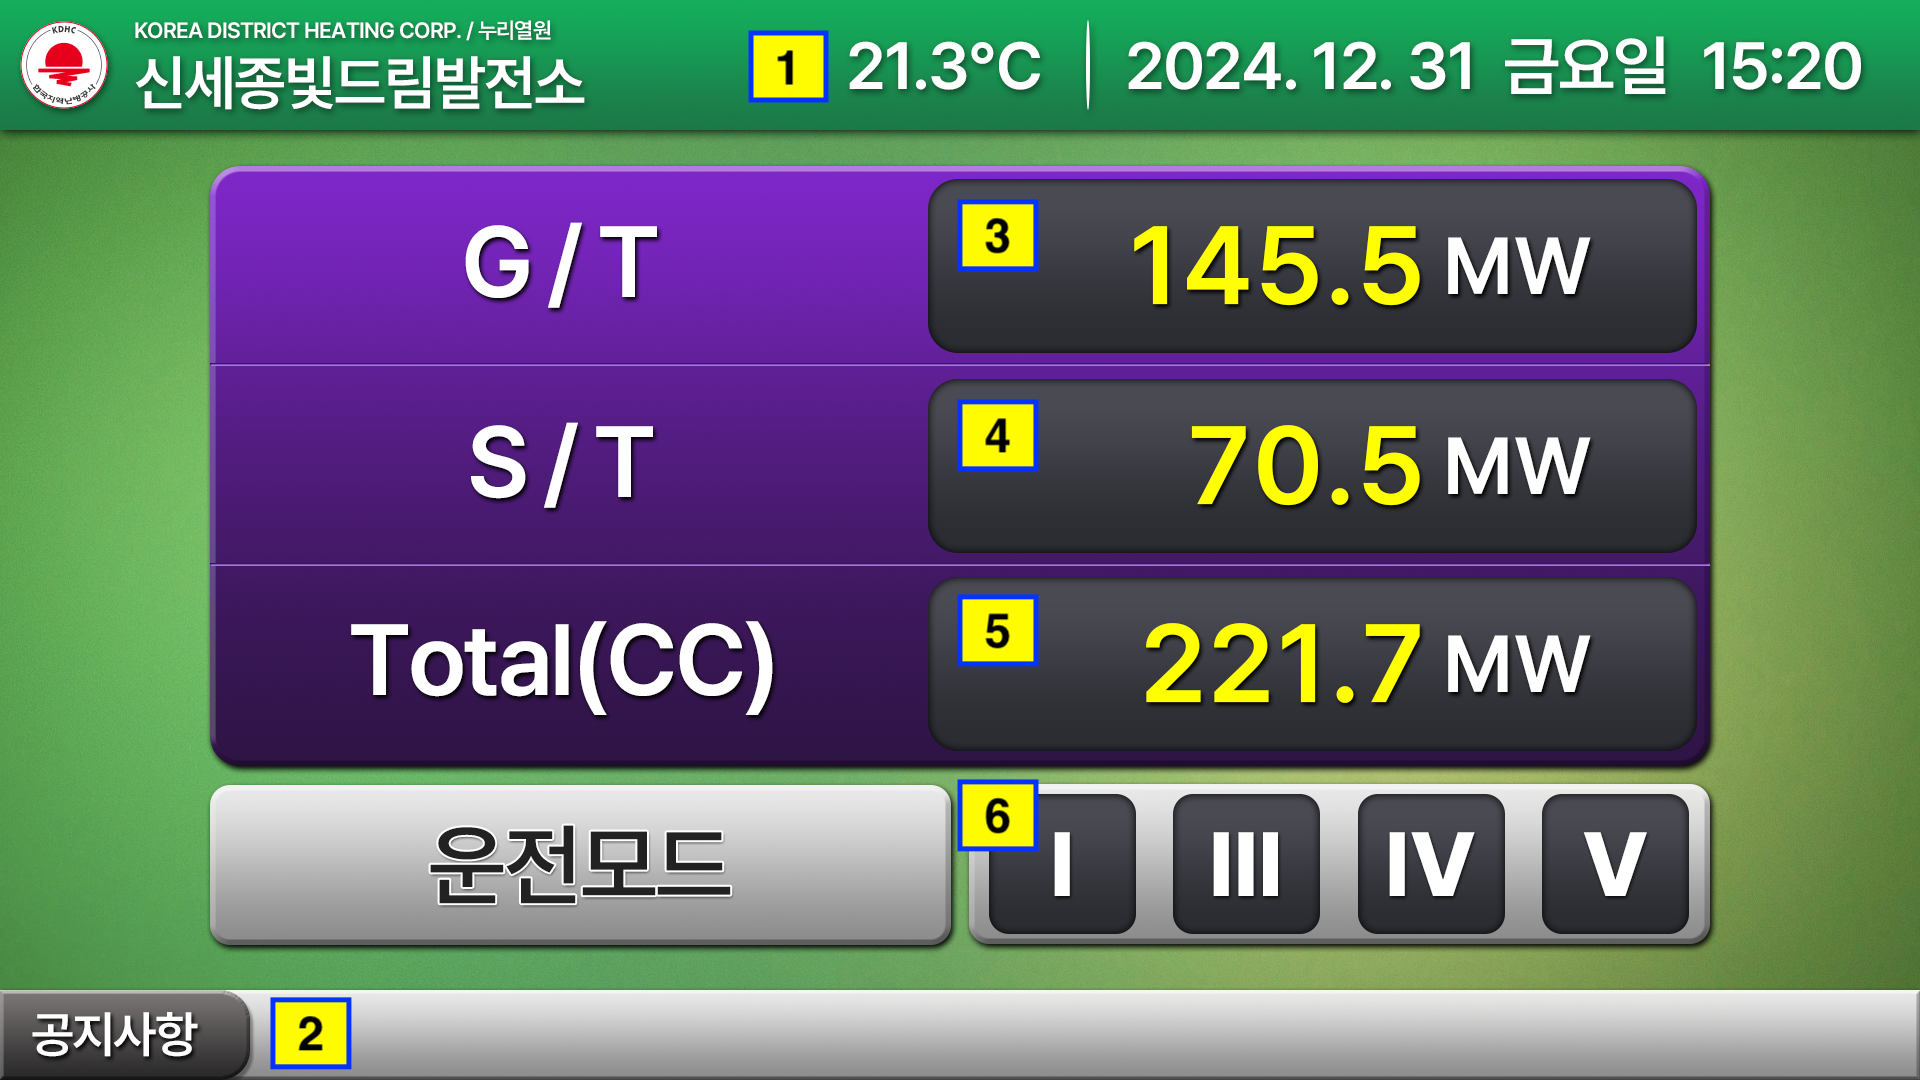 KDHC
한국지역난방공사
KOREA DISTRICT HEATING CORP. / 누리열원
신세종빛드림발전소
1 21.3°C 2024. 12. 31 금요일 15:20
G/T 3 145.5 MW
S/T 4 70.5 MW
Total(CC) 5 221.7 MW
운전모드 6 I III IV V
공지사항 2